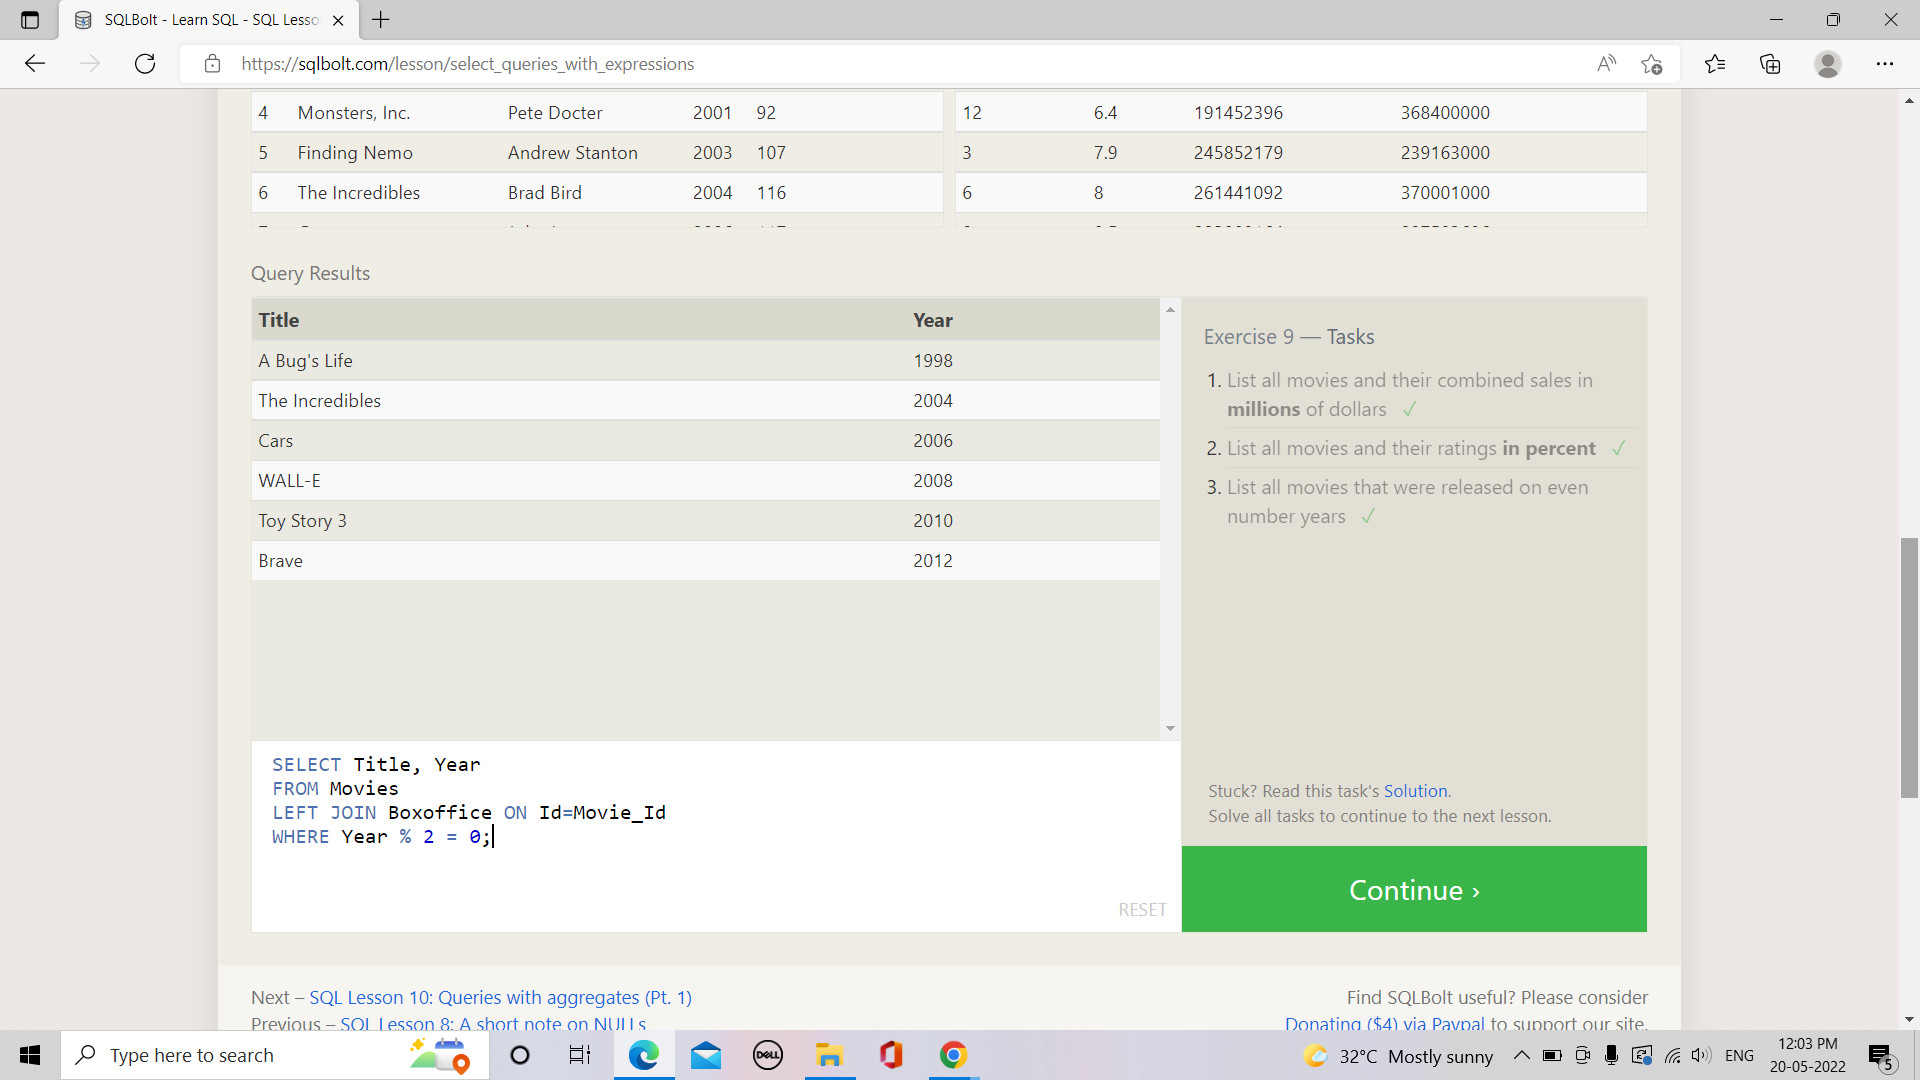 SQLBolt - Learn SQL - SQL Lesso
https://sqlbolt.com/lesson/select_queries_with_expressions
4 Monsters, Inc. Pete Docter 2001 92 12 6.4 191452396 368400000
5 Finding Nemo Andrew Stanton 2003 107 3 7.9 245852179 239163000
6 The Incredibles Brad Bird 2004 116 6 8 261441092 370001000
Query Results
Title Year
A Bug's Life 1998
The Incredibles 2004
Cars 2006
WALL-E 2008
Toy Story 3 2010
Brave 2012
Exercise 9 — Tasks
1. List all movies and their combined sales in
millions of dollars ✓
2. List all movies and their ratings in percent ✓
3. List all movies that were released on even
number years ✓
Stuck? Read this task's Solution.
Solve all tasks to continue to the next lesson.
Continue ›
SELECT Title, Year
FROM Movies
LEFT JOIN Boxoffice ON Id=Movie_Id
WHERE Year % 2 = 0;
RESET
Next – SQL Lesson 10: Queries with aggregates (Pt. 1)
Previous – SQL Lesson 8: A short note on NULLs
Find SQLBolt useful? Please consider
Donating ($4) via Paypal to support our site.
Type here to search
DELL
32°C Mostly sunny
ENG
12:03 PM
20-05-2022
5